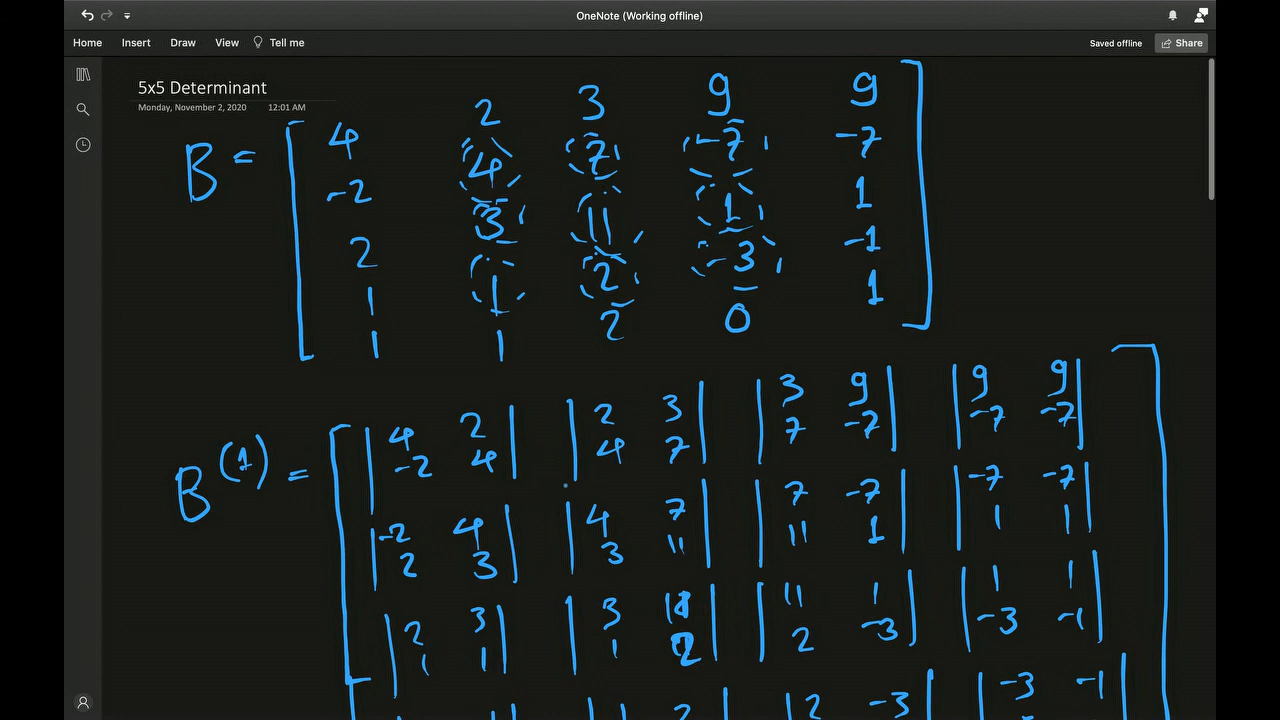 OneNote (Working offline)
Home Insert Draw View Tell me Saved offline Share
5x5 Determinant
Monday, November 2, 2020 12:01 AM
B = [ 4 2 3 9 9
-2 4 7 -7 -7
2 3 11 1 1
1 1 2 -3 -1
1 1 2 0 1 ]
B(1) = [ | 4 2 | | 2 3 | | 3 9 | | 9 9 |
| -2 4 | | 4 7 | | 7 -7 | | -7 -7 |
| -2 4 | | 4 7 | | 7 -7 | | -7 -7 |
| 2 3 | | 3 11 | | 11 1 | | 1 1 |
| 2 3 | | 3 11 | | 11 1 | | 1 1 |
| 1 1 | | 1 2 | | 2 -3 | | -3 -1 |
2 | 2 -3 | | -3 -1 |